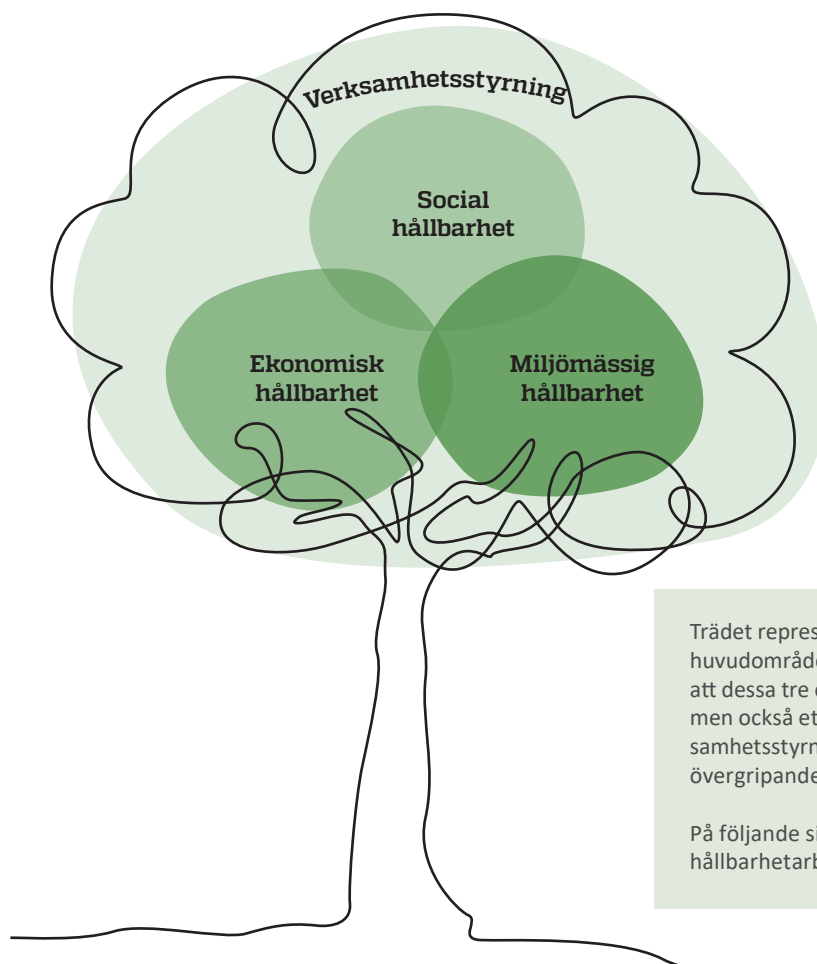 Verksamhetsstyrning
Social
hållbarhet
Ekonomisk
hållbarhet
Miljömässig
hållbarhet
Trädet repres
huvudområde
att dessa tre
men också et
samhetsstyrn
övergripande
På följande si
hållbarhetarb